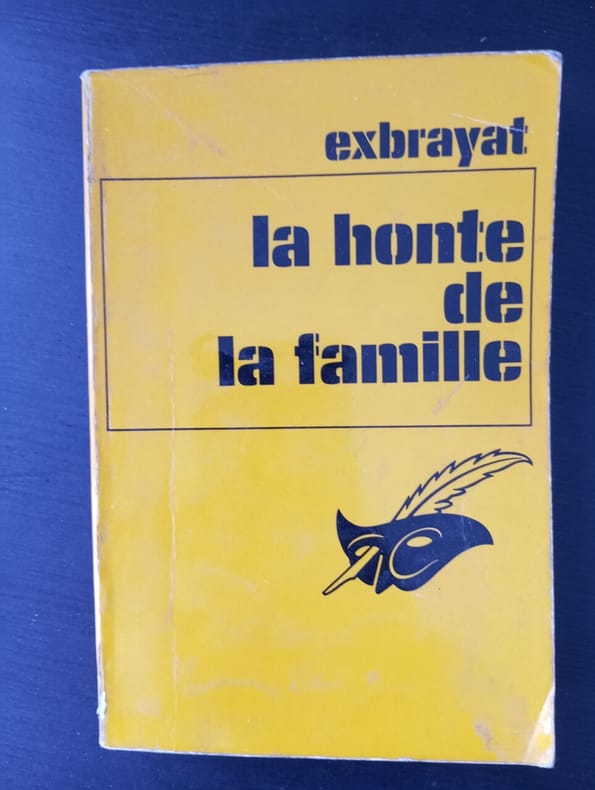 exbrayat
la honte
de
la famille